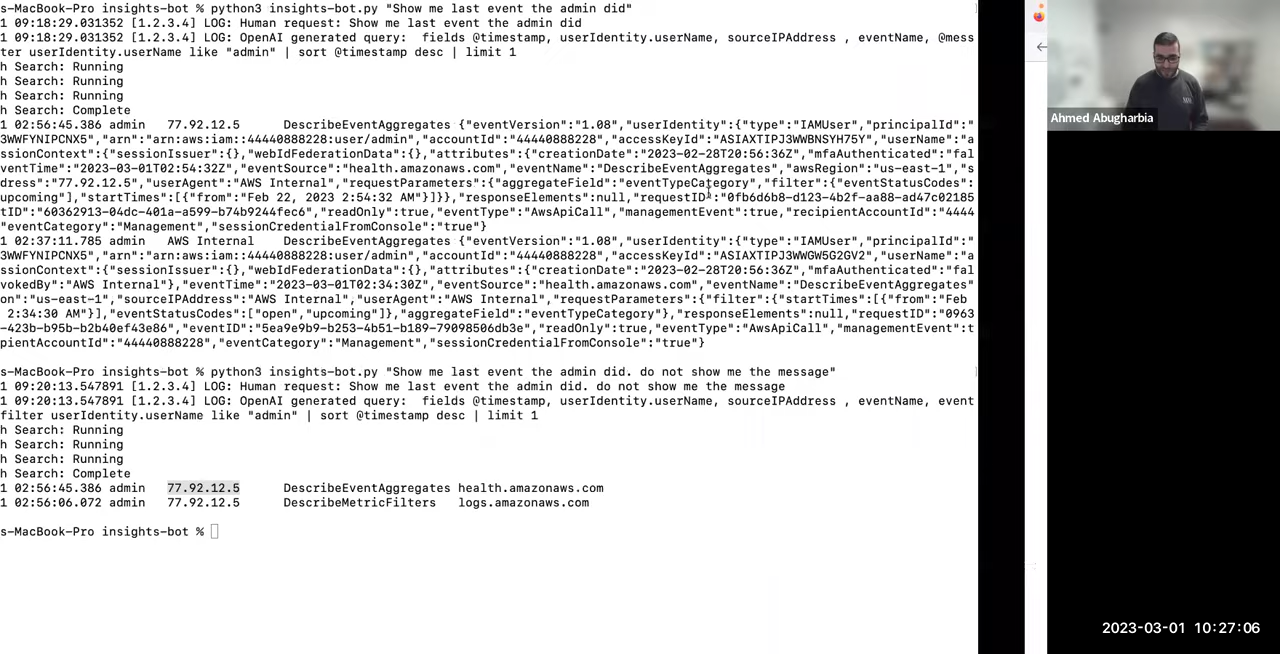 s-MacBook-Pro insights-bot % python3 insights-bot.py "Show me last event the admin did"
1 09:18:29.031352 [1.2.3.4] LOG: Human request: Show me last event the admin did
1 09:18:29.031352 [1.2.3.4] LOG: OpenAI generated query:  fields @timestamp, userIdentity.userName, sourceIPAddress , eventName, @mess
ter userIdentity.userName like "admin" | sort @timestamp desc | limit 1
h Search: Running
h Search: Running
h Search: Running
h Search: Complete
1 02:56:45.386 admin   77.92.12.5      DescribeEventAggregates {"eventVersion":"1.08","userIdentity":{"type":"IAMUser","principalId":"
3WWFYNIPCNX5","arn":"arn:aws:iam::44440888228:user/admin","accountId":"44440888228","accessKeyId":"ASIAXTIPJ3WWBNSYH75Y","userName":"a
ssionContext":{"sessionIssuer":{},"webIdFederationData":{},"attributes":{"creationDate":"2023-02-28T20:56:36Z","mfaAuthenticated":"fal
ventTime":"2023-03-01T02:54:32Z","eventSource":"health.amazonaws.com","eventName":"DescribeEventAggregates","awsRegion":"us-east-1","s
dress":"77.92.12.5","userAgent":"AWS Internal","requestParameters":{"aggregateField":"eventTypeCategory","filter":{"eventStatusCodes":
upcoming"],"startTimes":[{"from":"Feb 22, 2023 2:54:32 AM"}]}},"responseElements":null,"requestID":"0fb6d6b8-d123-4b2f-aa88-ad47c02185
tID":"60362913-04dc-401a-a599-b74b9244fec6","readOnly":true,"eventType":"AwsApiCall","managementEvent":true,"recipientAccountId":"4444
"eventCategory":"Management","sessionCredentialFromConsole":"true"}
1 02:37:11.785 admin   AWS Internal    DescribeEventAggregates {"eventVersion":"1.08","userIdentity":{"type":"IAMUser","principalId":"
3WWFYNIPCNX5","arn":"arn:aws:iam::44440888228:user/admin","accountId":"44440888228","accessKeyId":"ASIAXTIPJ3WWGW5G2GV2","userName":"a
ssionContext":{"sessionIssuer":{},"webIdFederationData":{},"attributes":{"creationDate":"2023-02-28T20:56:36Z","mfaAuthenticated":"fal
vokedBy":"AWS Internal"},"eventTime":"2023-03-01T02:34:30Z","eventSource":"health.amazonaws.com","eventName":"DescribeEventAggregates"
on":"us-east-1","sourceIPAddress":"AWS Internal","userAgent":"AWS Internal","requestParameters":{"filter":{"startTimes":[{"from":"Feb
2:34:30 AM"}],"eventStatusCodes":["open","upcoming"]},"aggregateField":"eventTypeCategory"},"responseElements":null,"requestID":"0963
-423b-b95b-b2b40ef43e86","eventID":"5ea9e9b9-b253-4b51-b189-79098506db3e","readOnly":true,"eventType":"AwsApiCall","managementEvent":t
pientAccountId":"44440888228","eventCategory":"Management","sessionCredentialFromConsole":"true"}
s-MacBook-Pro insights-bot % python3 insights-bot.py "Show me last event the admin did. do not show me the message"
1 09:20:13.547891 [1.2.3.4] LOG: Human request: Show me last event the admin did. do not show me the message
1 09:20:13.547891 [1.2.3.4] LOG: OpenAI generated query:  fields @timestamp, userIdentity.userName, sourceIPAddress , eventName, event
filter userIdentity.userName like "admin" | sort @timestamp desc | limit 1
h Search: Running
h Search: Running
h Search: Running
h Search: Complete
1 02:56:45.386 admin   77.92.12.5      DescribeEventAggregates health.amazonaws.com
1 02:56:06.072 admin   77.92.12.5      DescribeMetricFilters   logs.amazonaws.com
s-MacBook-Pro insights-bot %
Ahmed Abugharbia
2023-03-01 10:27:06